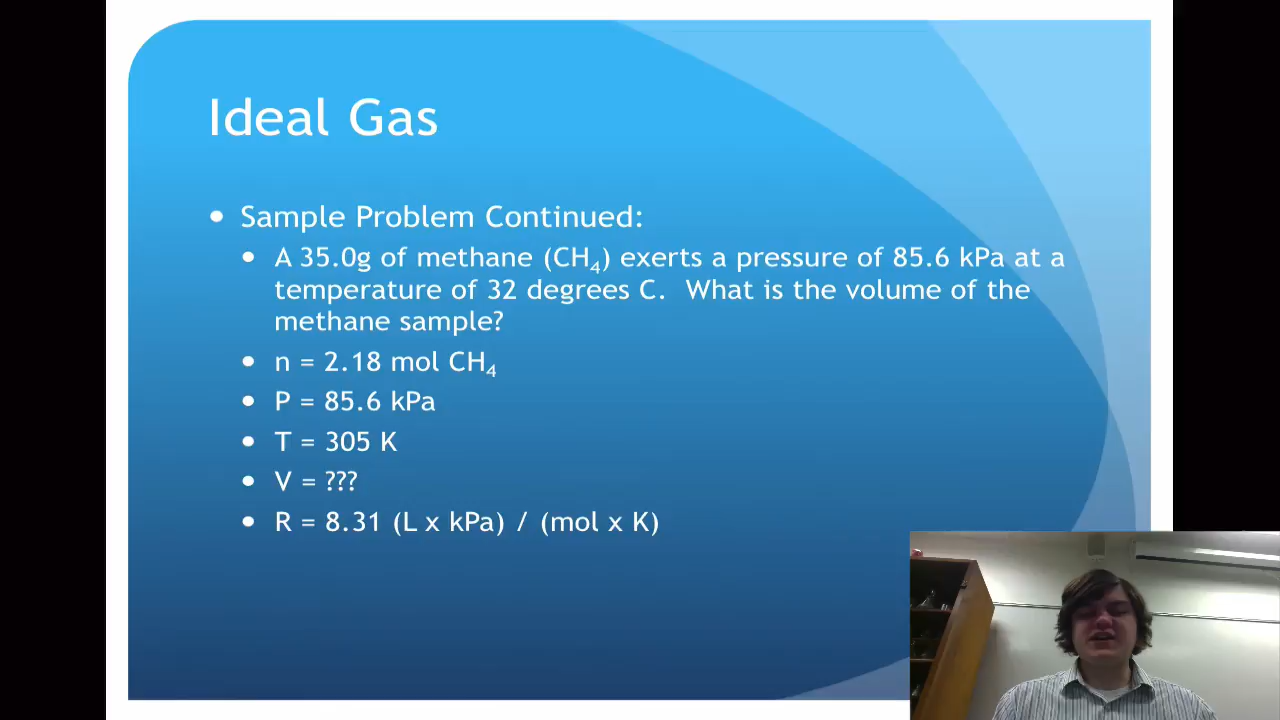 Ideal Gas
Sample Problem Continued:
A 35.0g of methane (CH₄) exerts a pressure of 85.6 kPa at a
temperature of 32 degrees C.  What is the volume of the
methane sample?
n = 2.18 mol CH₄
P = 85.6 kPa
T = 305 K
V = ???
R = 8.31 (L x kPa) / (mol x K)